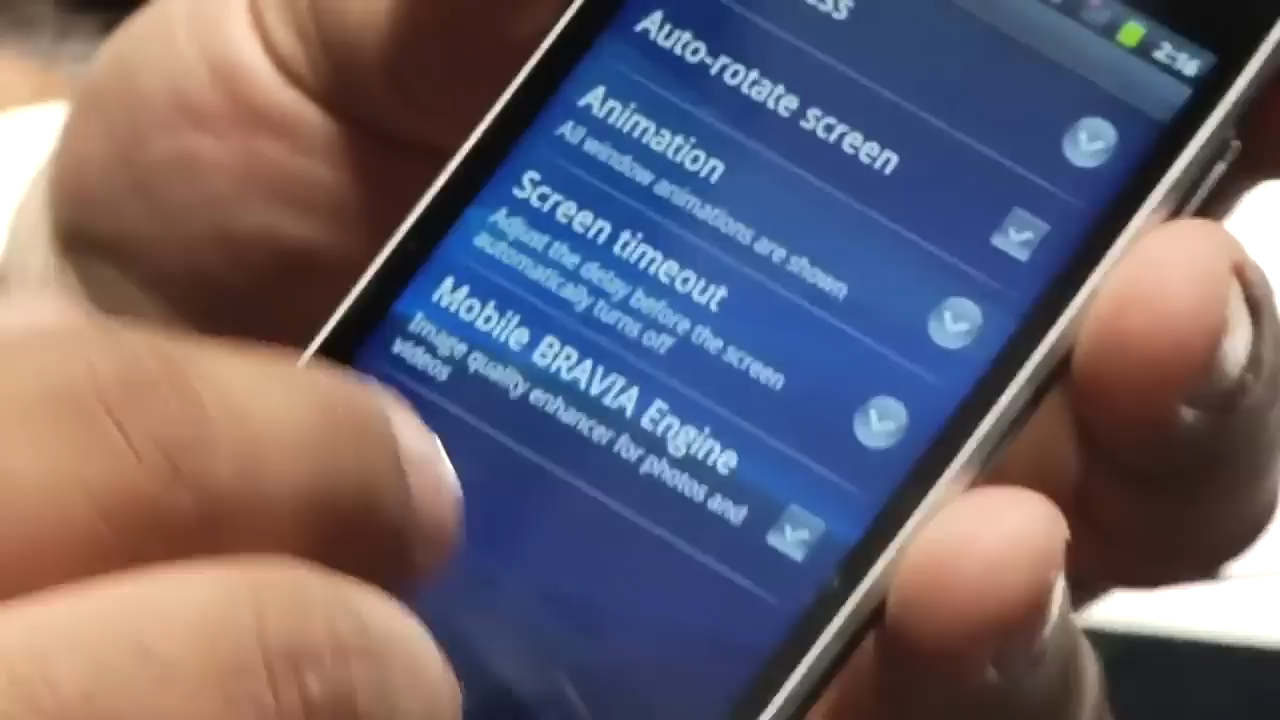 2:14
Auto-rotate screen
Animation
All window animations are shown
Screen timeout
Adjust the delay before the screen
automatically turns off
Mobile BRAVIA Engine
Image quality enhancer for photos and
videos